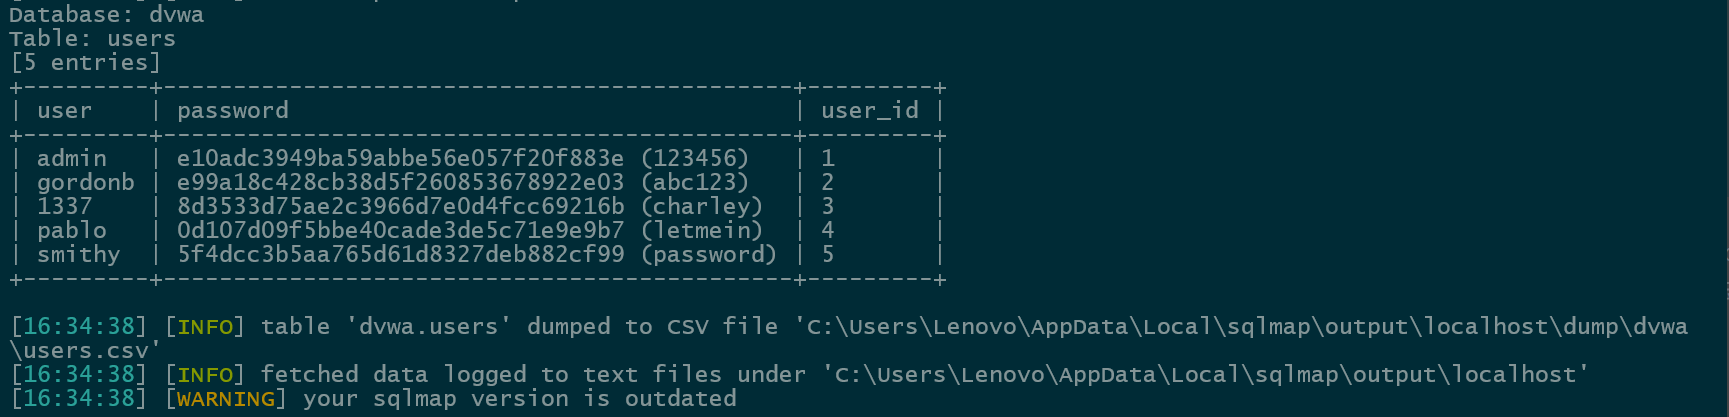 Database: dvwa
Table: users
[5 entries]
+---------+---------------------------------------------+---------+
| user    | password                                    | user_id |
+---------+---------------------------------------------+---------+
| admin   | e10adc3949ba59abbe56e057f20f883e (123456)   | 1       |
| gordonb | e99a18c428cb38d5f260853678922e03 (abc123)   | 2       |
| 1337    | 8d3533d75ae2c3966d7e0d4fcc69216b (charley)  | 3       |
| pablo   | 0d107d09f5bbe40cade3de5c71e9e9b7 (letmein)  | 4       |
| smithy  | 5f4dcc3b5aa765d61d8327deb882cf99 (password) | 5       |
+---------+---------------------------------------------+---------+
[16:34:38] [INFO] table 'dvwa.users' dumped to CSV file 'C:\Users\Lenovo\AppData\Local\sqlmap\output\localhost\dump\dvwa
\users.csv'
[16:34:38] [INFO] fetched data logged to text files under 'C:\Users\Lenovo\AppData\Local\sqlmap\output\localhost'
[16:34:38] [WARNING] your sqlmap version is outdated